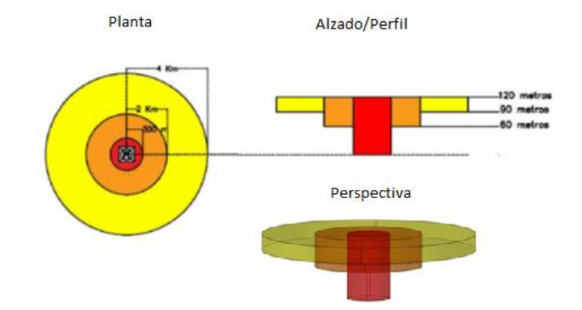 Planta
Alzado/Perfil
4 Km
2 Km
300 m
120 metros
90 metros
60 metros
Perspectiva